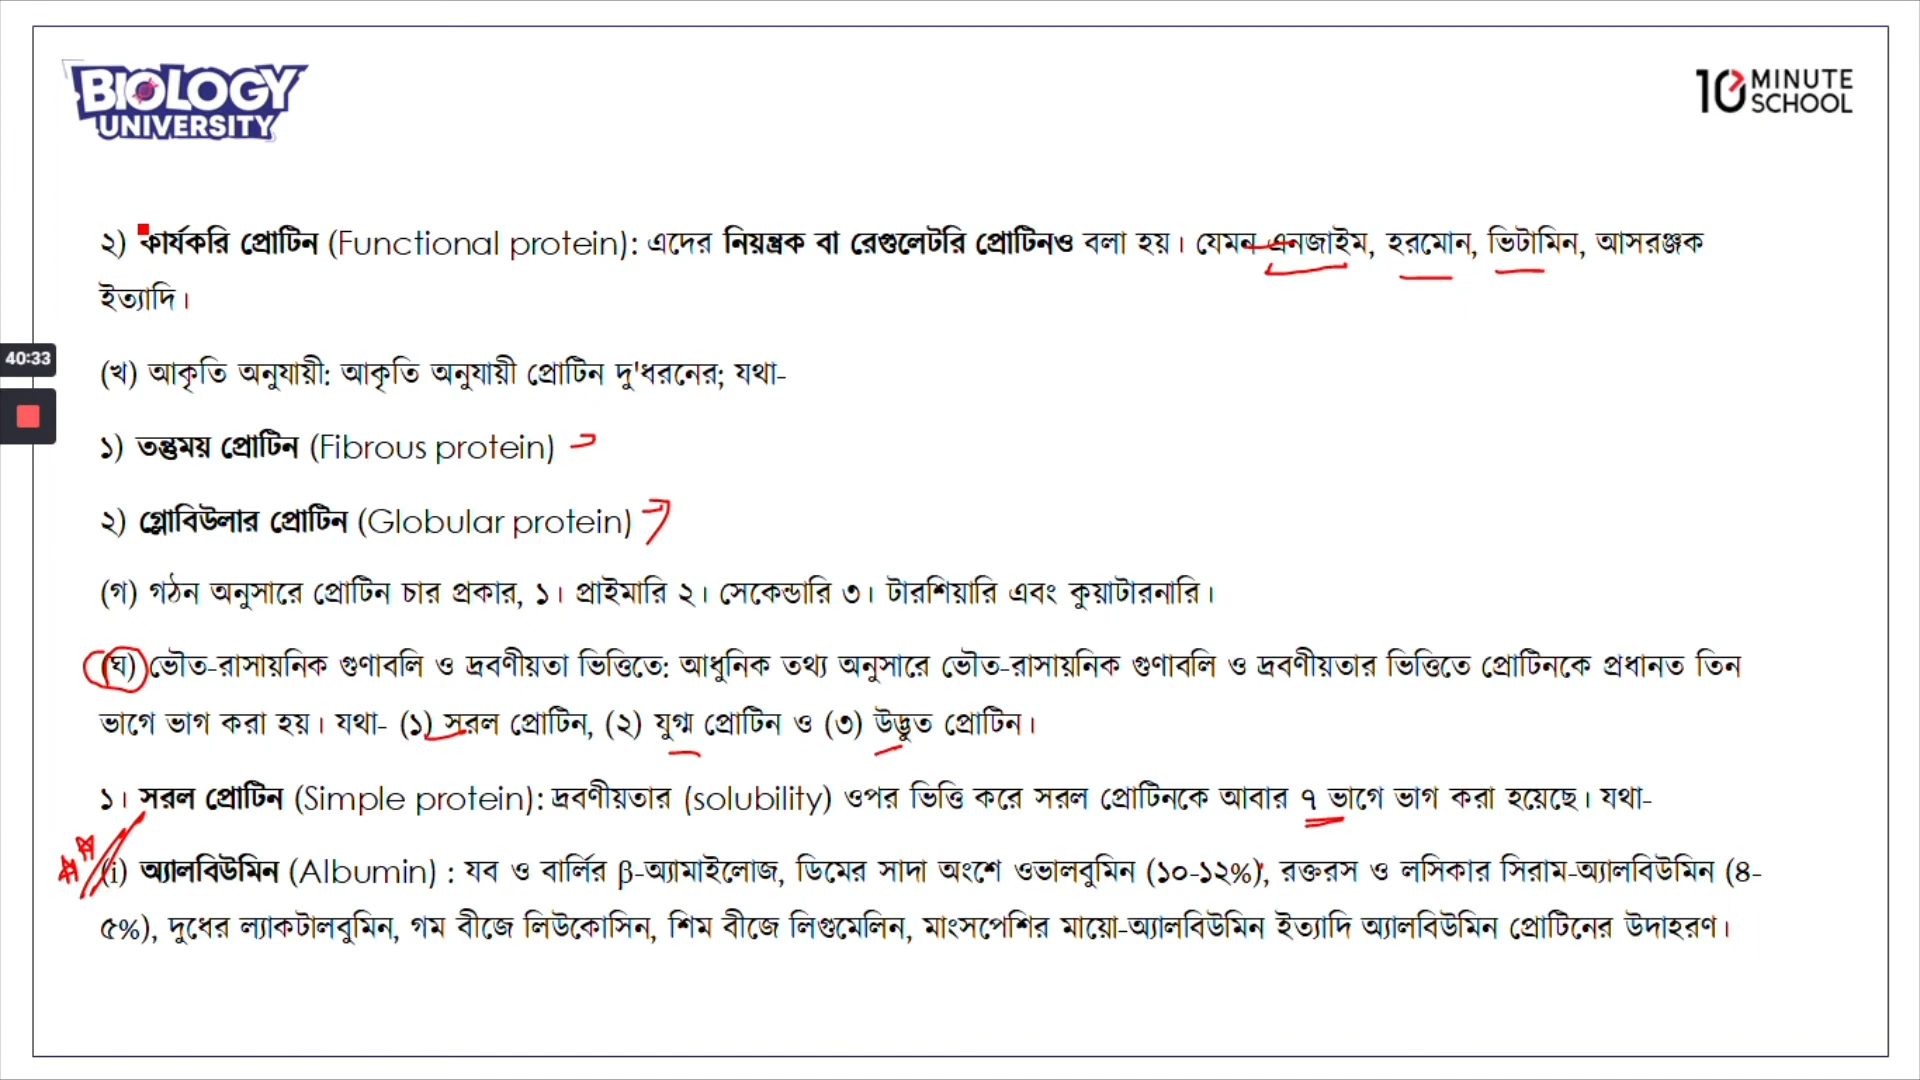 BIOLOGY
UNIVERSITY
10 MINUTE
SCHOOL
২) কার্যকরি প্রোটিন (Functional protein): এদের নিয়ন্ত্রক বা রেগুলেটরি প্রোটিনও বলা হয়। যেমন এনজাইম, হরমোন, ভিটামিন, আসরঞ্জক
ইত্যাদি।
40:33
(খ) আকৃতি অনুযায়ী: আকৃতি অনুযায়ী প্রোটিন দু'ধরনের; যথা-
১) তন্তুময় প্রোটিন (Fibrous protein)
২) গ্লোবিউলার প্রোটিন (Globular protein)
(গ) গঠন অনুসারে প্রোটিন চার প্রকার, ১। প্রাইমারি ২। সেকেন্ডারি ৩। টারশিয়ারি এবং কুয়াটারনারি।
(ঘ) ভৌত-রাসায়নিক গুণাবলি ও দ্রবণীয়তা ভিত্তিতে: আধুনিক তথ্য অনুসারে ভৌত-রাসায়নিক গুণাবলি ও দ্রবণীয়তার ভিত্তিতে প্রোটিনকে প্রধানত তিন
ভাগে ভাগ করা হয়। যথা- (১) সরল প্রোটিন, (২) যুগ্ম প্রোটিন ও (৩) উদ্ভূত প্রোটিন।
১। সরল প্রোটিন (Simple protein): দ্রবণীয়তার (solubility) ওপর ভিত্তি করে সরল প্রোটিনকে আবার ৭ ভাগে ভাগ করা হয়েছে। যথা-
(i) অ্যালবিউমিন (Albumin) : যব ও বার্লির β-অ্যামাইলোজ, ডিমের সাদা অংশে ওভালবুমিন (১০-১২%), রক্তরস ও লসিকার সিরাম-অ্যালবিউমিন (৪-
৫%), দুধের ল্যাকটালবুমিন, গম বীজে লিউকোসিন, শিম বীজে লিগুমেলিন, মাংসপেশির মায়ো-অ্যালবিউমিন ইত্যাদি অ্যালবিউমিন প্রোটিনের উদাহরণ।